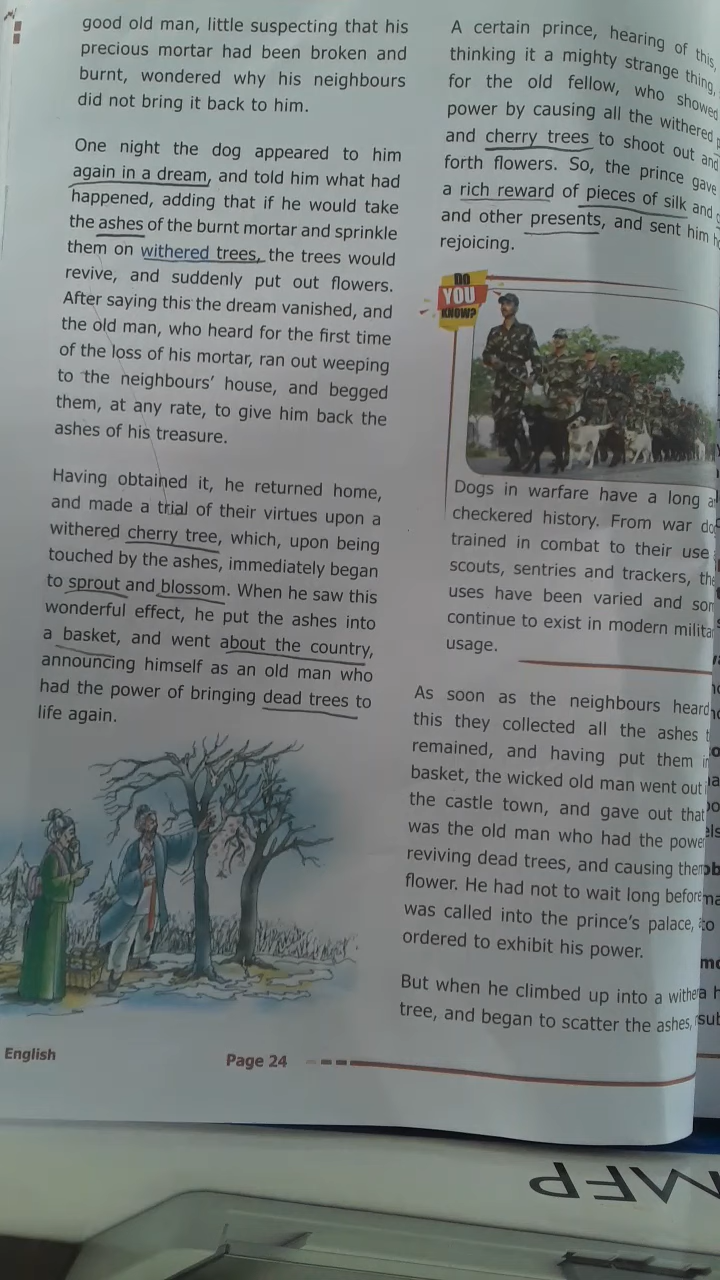 good old man, little suspecting that his
precious mortar had been broken and
burnt, wondered why his neighbours
did not bring it back to him.
One night the dog appeared to him
again in a dream, and told him what had
happened, adding that if he would take
the ashes of the burnt mortar and sprinkle
them on withered trees, the trees would
revive, and suddenly put out flowers.
After saying this the dream vanished, and
the old man, who heard for the first time
of the loss of his mortar, ran out weeping
to the neighbours' house, and begged
them, at any rate, to give him back the
ashes of his treasure.
Having obtained it, he returned home,
and made a trial of their virtues upon a
withered cherry tree, which, upon being
touched by the ashes, immediately began
to sprout and blossom. When he saw this
wonderful effect, he put the ashes into
a basket, and went about the country,
announcing himself as an old man who
had the power of bringing dead trees to
life again.
A certain prince, hearing of this,
thinking it a mighty strange thing,
for the old fellow, who showed
power by causing all the withered
and cherry trees to shoot out and
forth flowers. So, the prince gave
a rich reward of pieces of silk and
and other presents, and sent him
rejoicing.
DO
YOU
KNOW?
Dogs in warfare have a long
checkered history. From war
trained in combat to their use
scouts, sentries and trackers,
uses have been varied and
continue to exist in modern
usage.
As soon as the neighbours heard
this they collected all the ashes
remained, and having put them
basket, the wicked old man went out
the castle town, and gave out that
was the old man who had the power
reviving dead trees, and causing
flower. He had not to wait long before
was called into the prince's palace,
ordered to exhibit his power.
But when he climbed up into a
tree, and began to scatter the ashes,
English
Page 24
MFP